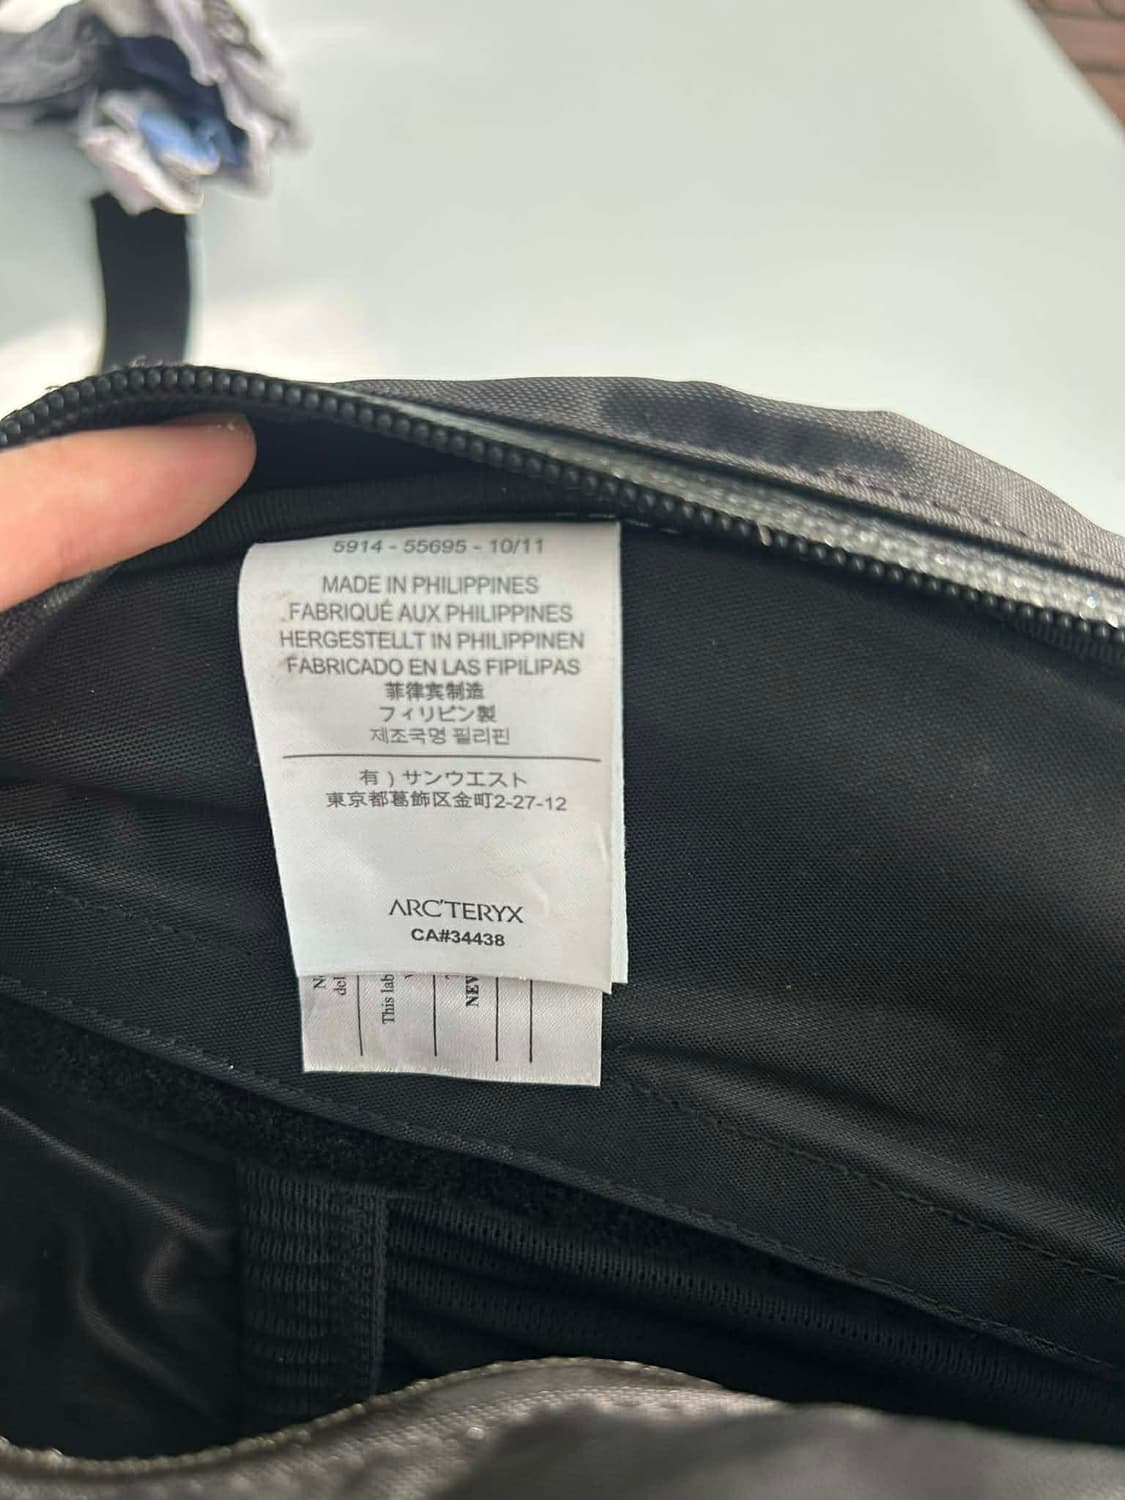 5914 - 55695 - 10/11
MADE IN PHILIPPINES
FABRIQUÉ AUX PHILIPPINES
HERGESTELLT IN PHILIPPINEN
FABRICADO EN LAS FIPILIPAS
菲律宾制造
フィリピン製
제조국명 필리핀
有）サンウエスト
東京都葛飾区金町2-27-12
ARC'TERYX
CA#34438
This lab
NEW